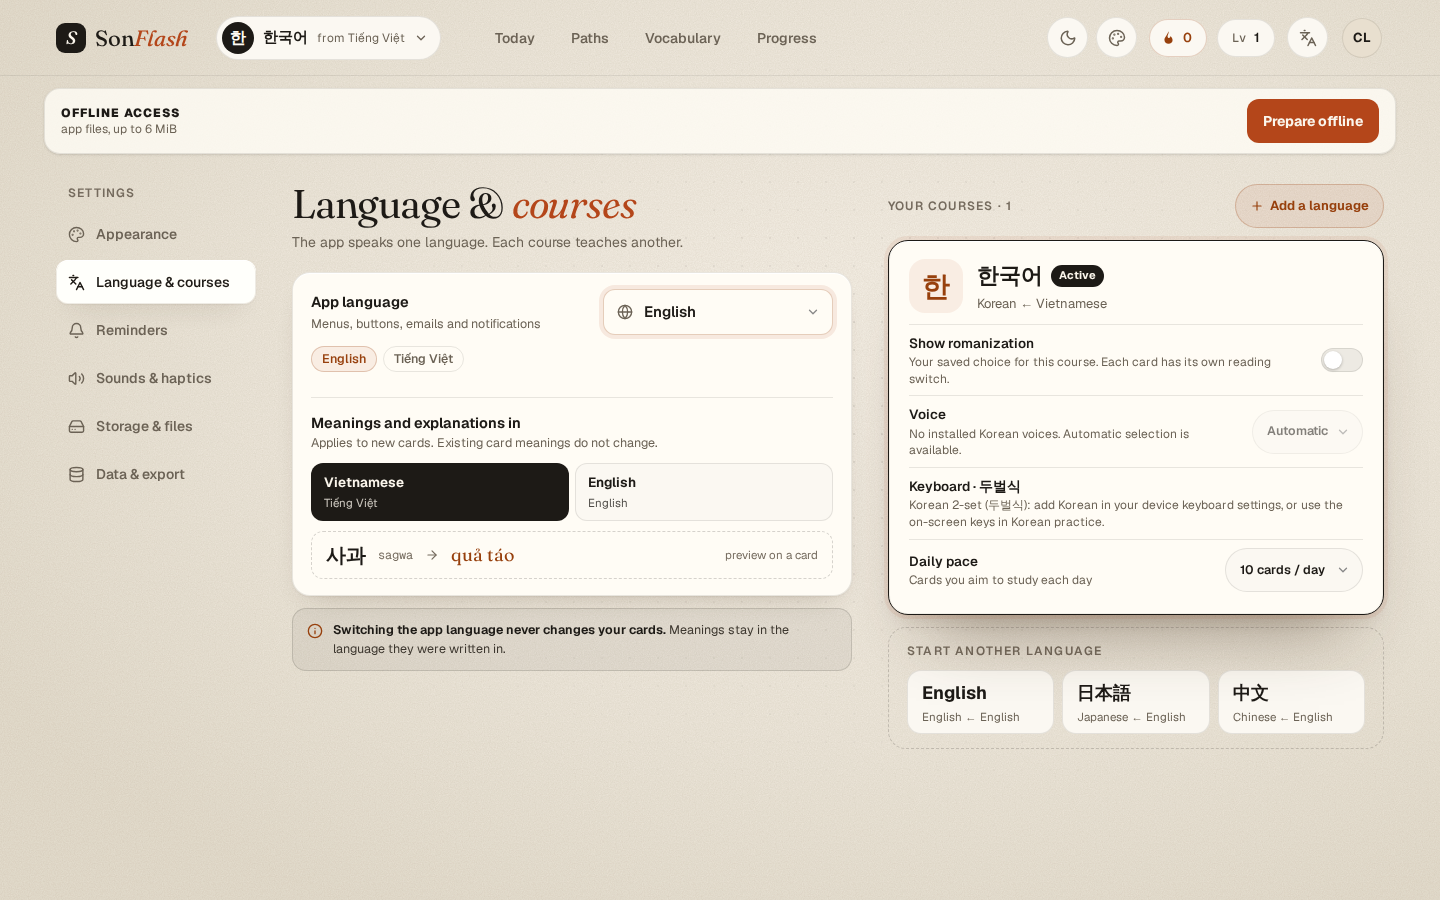 S SonFlash
한 한국어 from Tiếng Việt
Today
Paths
Vocabulary
Progress
0
Lv 1
CL
OFFLINE ACCESS
app files, up to 6 MiB
Prepare offline
SETTINGS
Appearance
Language & courses
Reminders
Sounds & haptics
Storage & files
Data & export
Language & courses
The app speaks one language. Each course teaches another.
App language
Menus, buttons, emails and notifications
English
English
Tiếng Việt
Meanings and explanations in
Applies to new cards. Existing card meanings do not change.
Vietnamese
Tiếng Việt
English
English
사과 sagwa → quả táo
preview on a card
Switching the app language never changes your cards. Meanings stay in the
language they were written in.
YOUR COURSES · 1
+ Add a language
한
한국어 Active
Korean ← Vietnamese
Show romanization
Your saved choice for this course. Each card has its own reading
switch.
Voice
No installed Korean voices. Automatic selection is
available.
Automatic
Keyboard · 두벌식
Korean 2-set (두벌식): add Korean in your device keyboard settings, or use the
on-screen keys in Korean practice.
Daily pace
Cards you aim to study each day
10 cards / day
START ANOTHER LANGUAGE
English
English ← English
日本語
Japanese ← English
中文
Chinese ← English